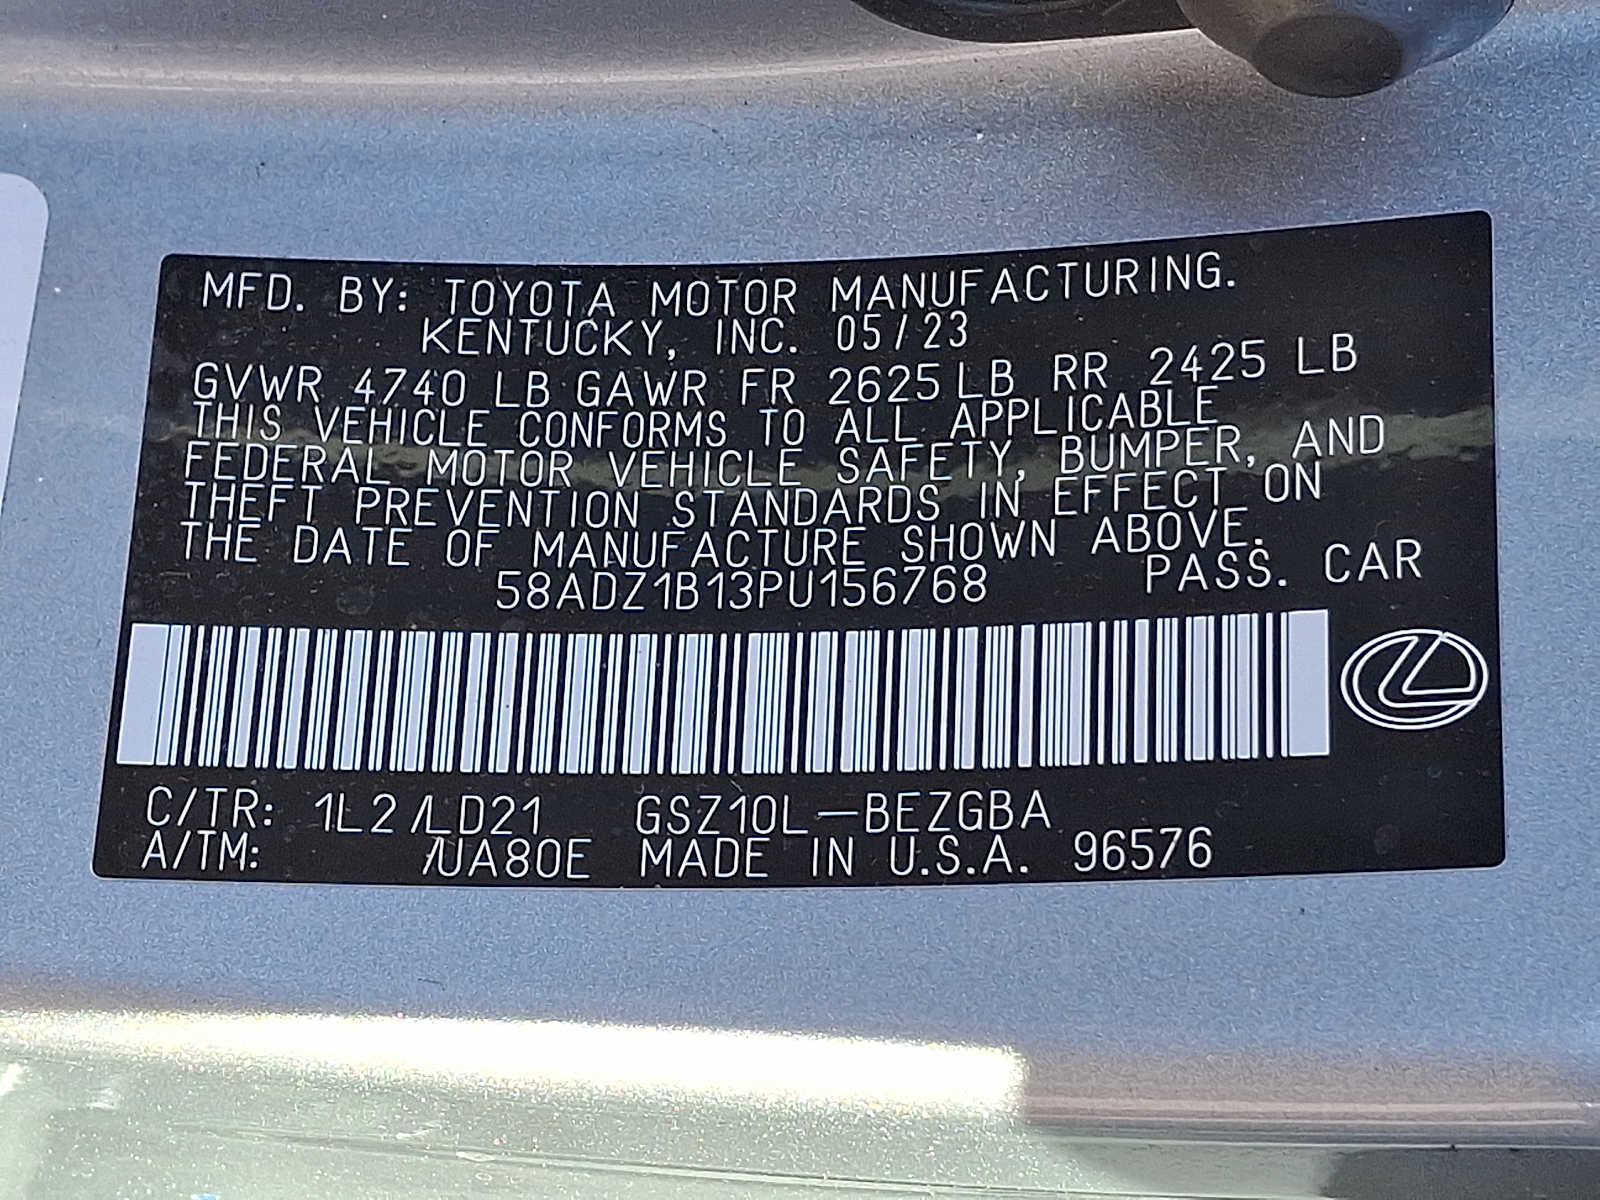 MFD. BY: TOYOTA MOTOR MANUFACTURING.
KENTUCKY, INC. 05/23
GVWR 4740 LB GAWR FR 2625 LB RR 2425 LB
THIS VEHICLE CONFORMS TO ALL APPLICABLE
FEDERAL MOTOR VEHICLE SAFETY, BUMPER, AND
THEFT PREVENTION STANDARDS IN EFFECT ON
THE DATE OF MANUFACTURE SHOWN ABOVE.
58ADZ1B13PU156768 PASS. CAR
C/TR: 1L2 /LD21 GSZ10L-BEZGBA
A/TM: /UA80E MADE IN U.S.A. 96576